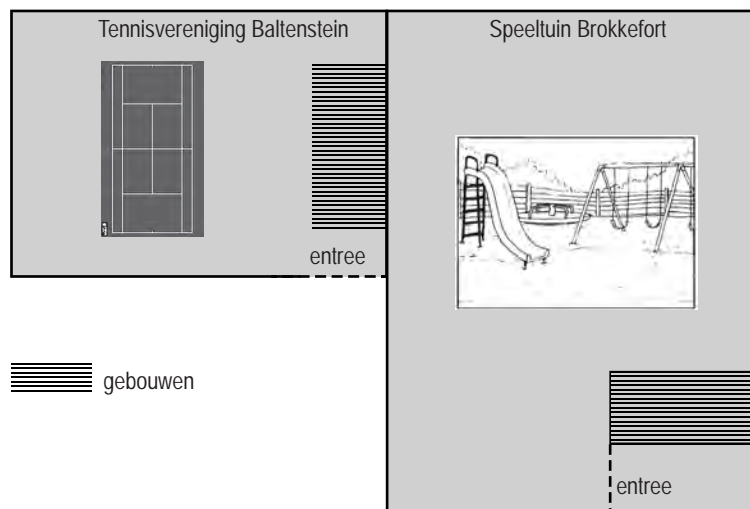 Tennisvereniging Baltenstein
Speeltuin Brokkefort
entree
gebouwen
entree